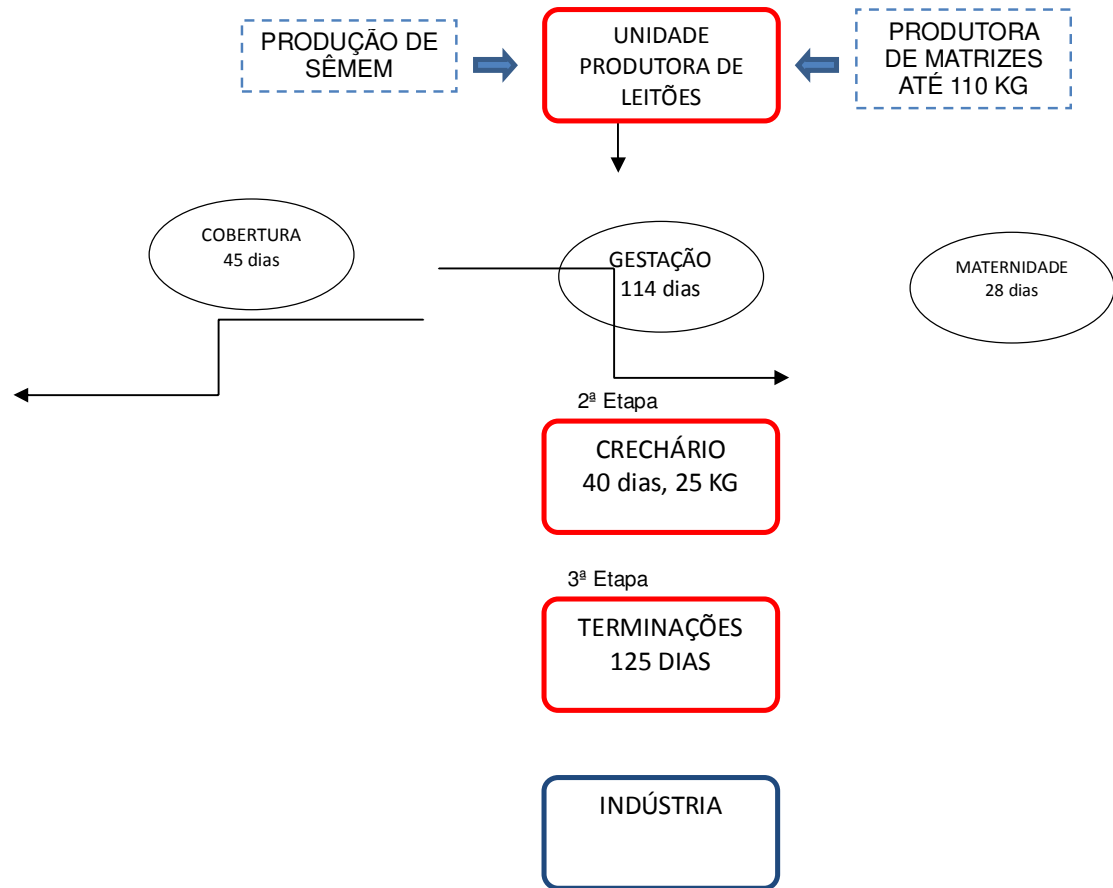 PRODUÇÃO DE
SÊMEM
UNIDADE
PRODUTORA DE
LEITÕES
PRODUTORA
DE MATRIZES
ATÉ 110 KG
COBERTURA
45 dias
GESTAÇÃO
114 dias
MATERNIDADE
28 dias
2ª Etapa
CRECHÁRIO
40 dias, 25 KG
3ª Etapa
TERMINAÇÕES
125 DIAS
INDÚSTRIA